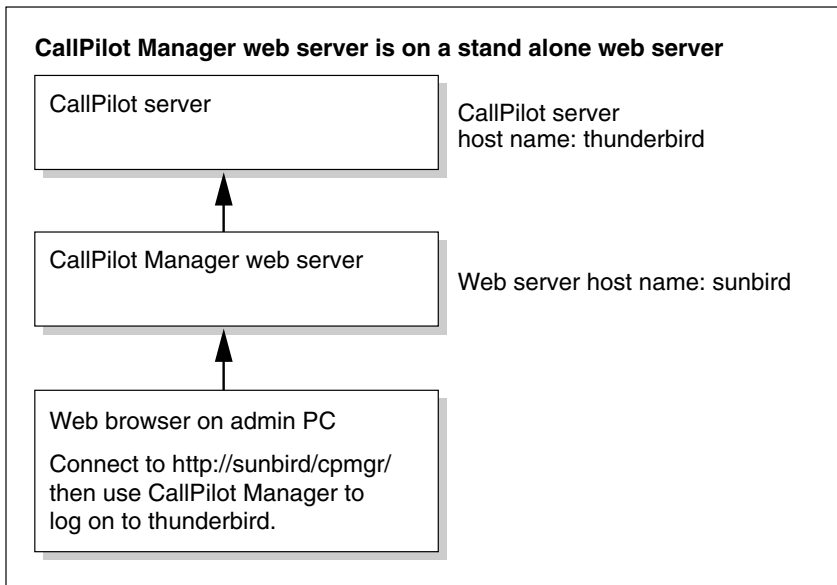 CallPilot Manager web server is on a stand alone web server
CallPilot server
CallPilot server
host name: thunderbird
CallPilot Manager web server
Web server host name: sunbird
Web browser on admin PC
Connect to http://sunbird/cpmgr/
then use CallPilot Manager to
log on to thunderbird.